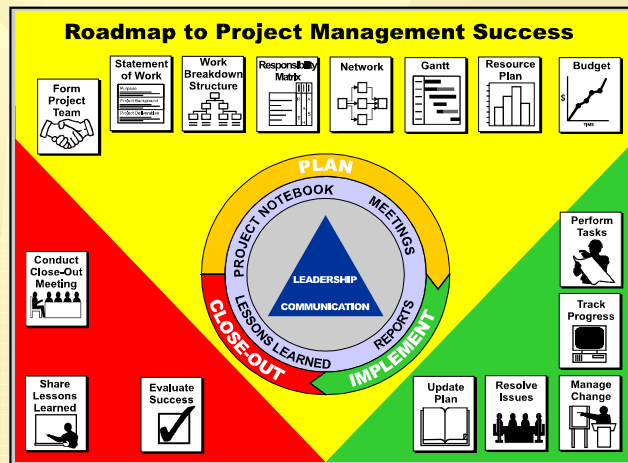 Roadmap to Project Management Success
Form
Project
Team
Statement
of Work
Purpose
Project Background
Project Deliverables
Work
Breakdown
Structure
Responsibility
Matrix
Network
Gantt
Resource
Plan
Budget
$
TIME
PLAN
PROJECT NOTEBOOK
MEETINGS
LEADERSHIP
COMMUNICATION
LESSONS LEARNED
REPORTS
CLOSE-OUT
IMPLEMENT
Perform
Tasks
Track
Progress
Manage
Change
Resolve
Issues
Update
Plan
Evaluate
Success
Share
Lessons
Learned
Conduct
Close-Out
Meeting